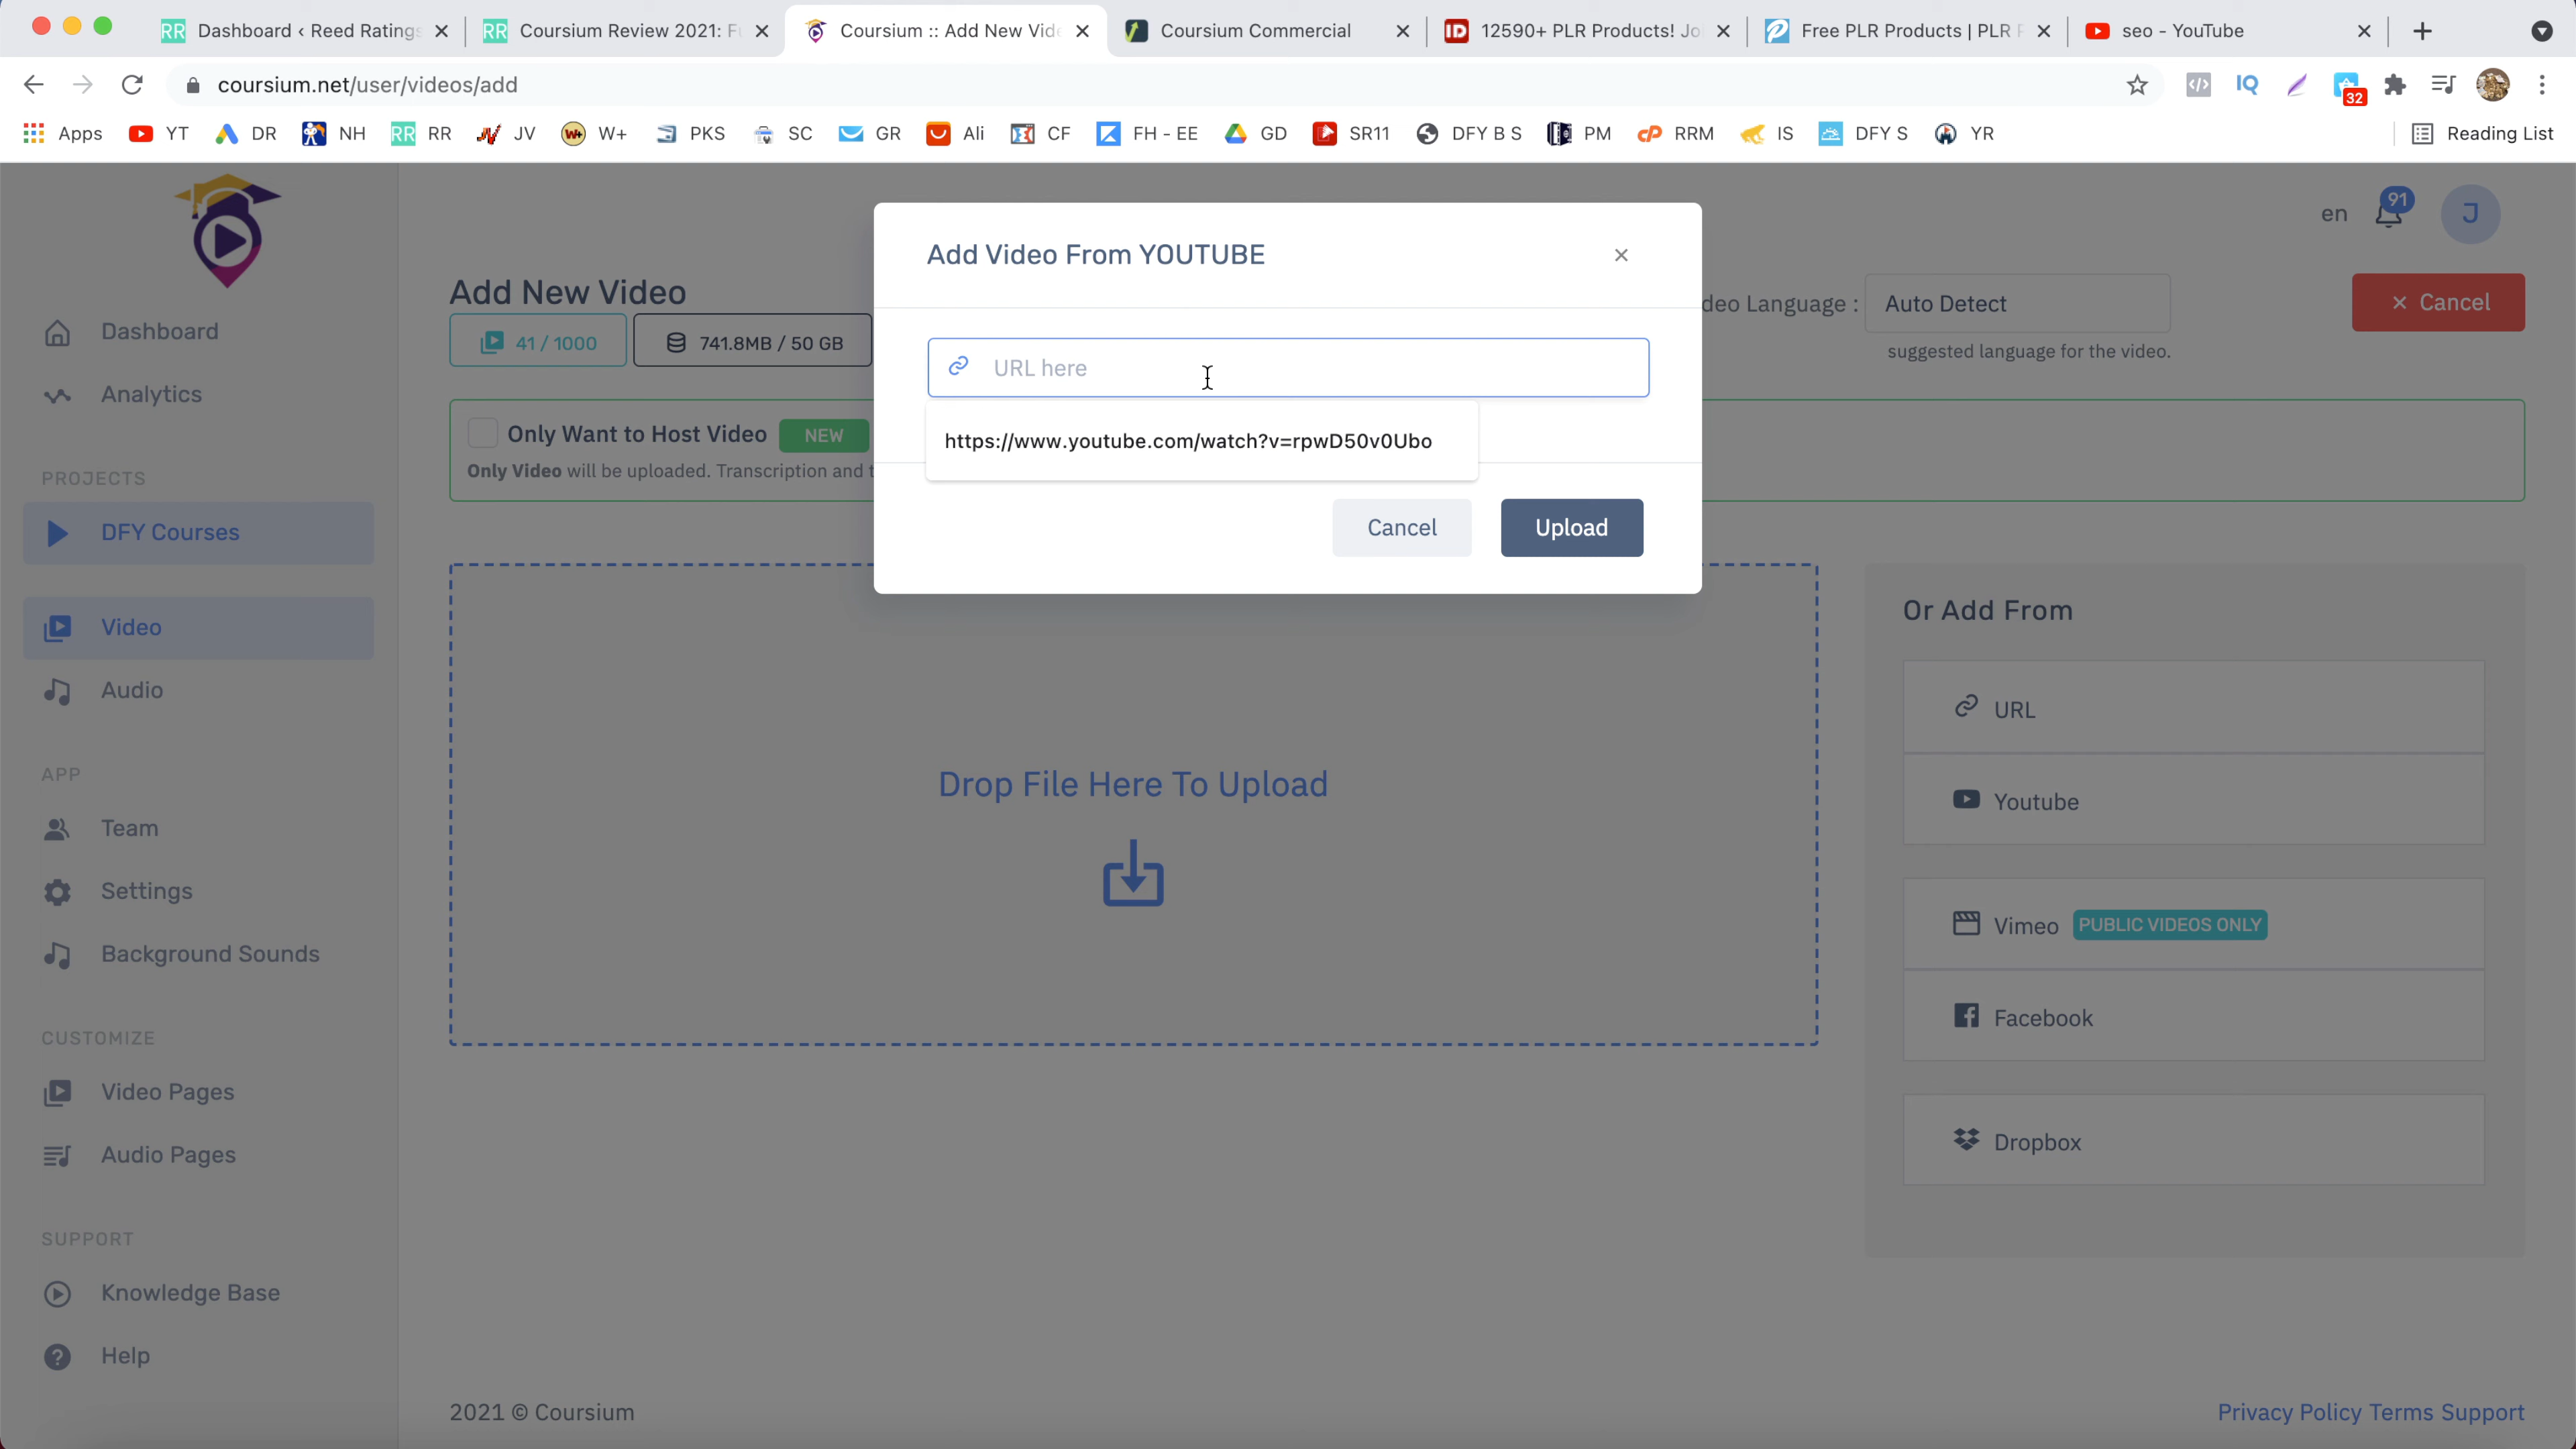 Dashboard ‹ Reed Ratings
Coursium Review 2021: Fu
Coursium :: Add New Vide
Coursium Commercial
12590+ PLR Products! Joi
Free PLR Products | PLR P
seo - YouTube
coursium.net/user/videos/add
32
Apps YT DR NH RR JV W+ PKS SC GR Ali CF FH - EE GD SR11 DFY B S PM RRM IS DFY S YR Reading List
en 91 J
Dashboard
Analytics
PROJECTS
DFY Courses
Video
Audio
APP
Team
Settings
Background Sounds
CUSTOMIZE
Video Pages
Audio Pages
SUPPORT
Knowledge Base
Help
Add New Video
41 / 1000 741.8MB / 50 GB
deo Language : Auto Detect
suggested language for the video.
× Cancel
Only Want to Host Video NEW
Only Video will be uploaded. Transcription and t
Add Video From YOUTUBE ×
URL here
https://www.youtube.com/watch?v=rpwD50v0Ubo
Cancel Upload
Drop File Here To Upload
Or Add From
URL
Youtube
Vimeo PUBLIC VIDEOS ONLY
Facebook
Dropbox
2021 © Coursium
Privacy Policy Terms Support